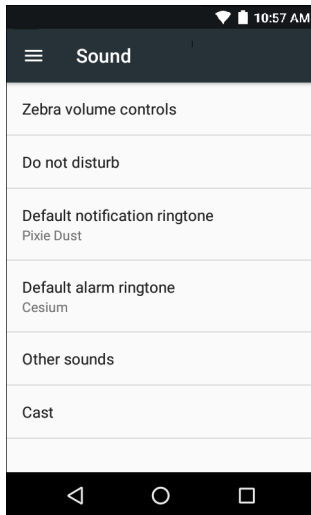 10:57 AM
Sound
Zebra volume controls
Do not disturb
Default notification ringtone
Pixie Dust
Default alarm ringtone
Cesium
Other sounds
Cast